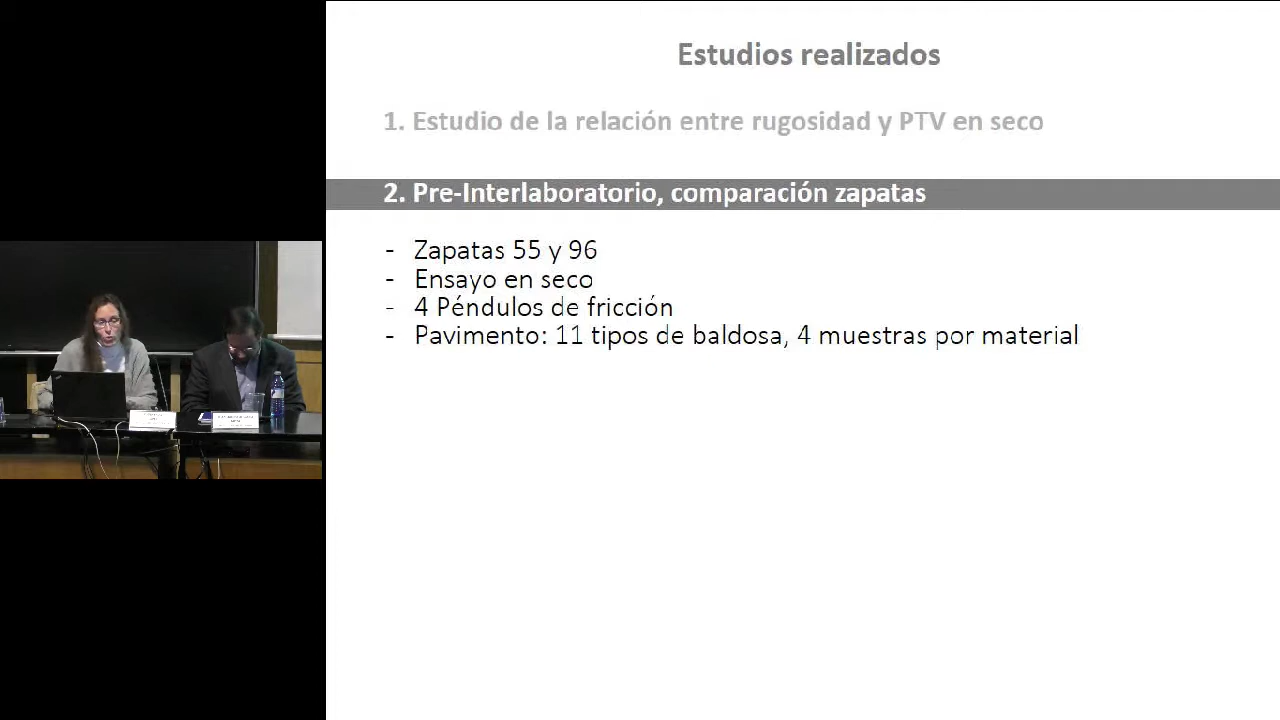 Estudios realizados
1. Estudio de la relación entre rugosidad y PTV en seco
2. Pre-Interlaboratorio, comparación zapatas
- Zapatas 55 y 96
- Ensayo en seco
- 4 Péndulos de fricción
- Pavimento: 11 tipos de baldosa, 4 muestras por material